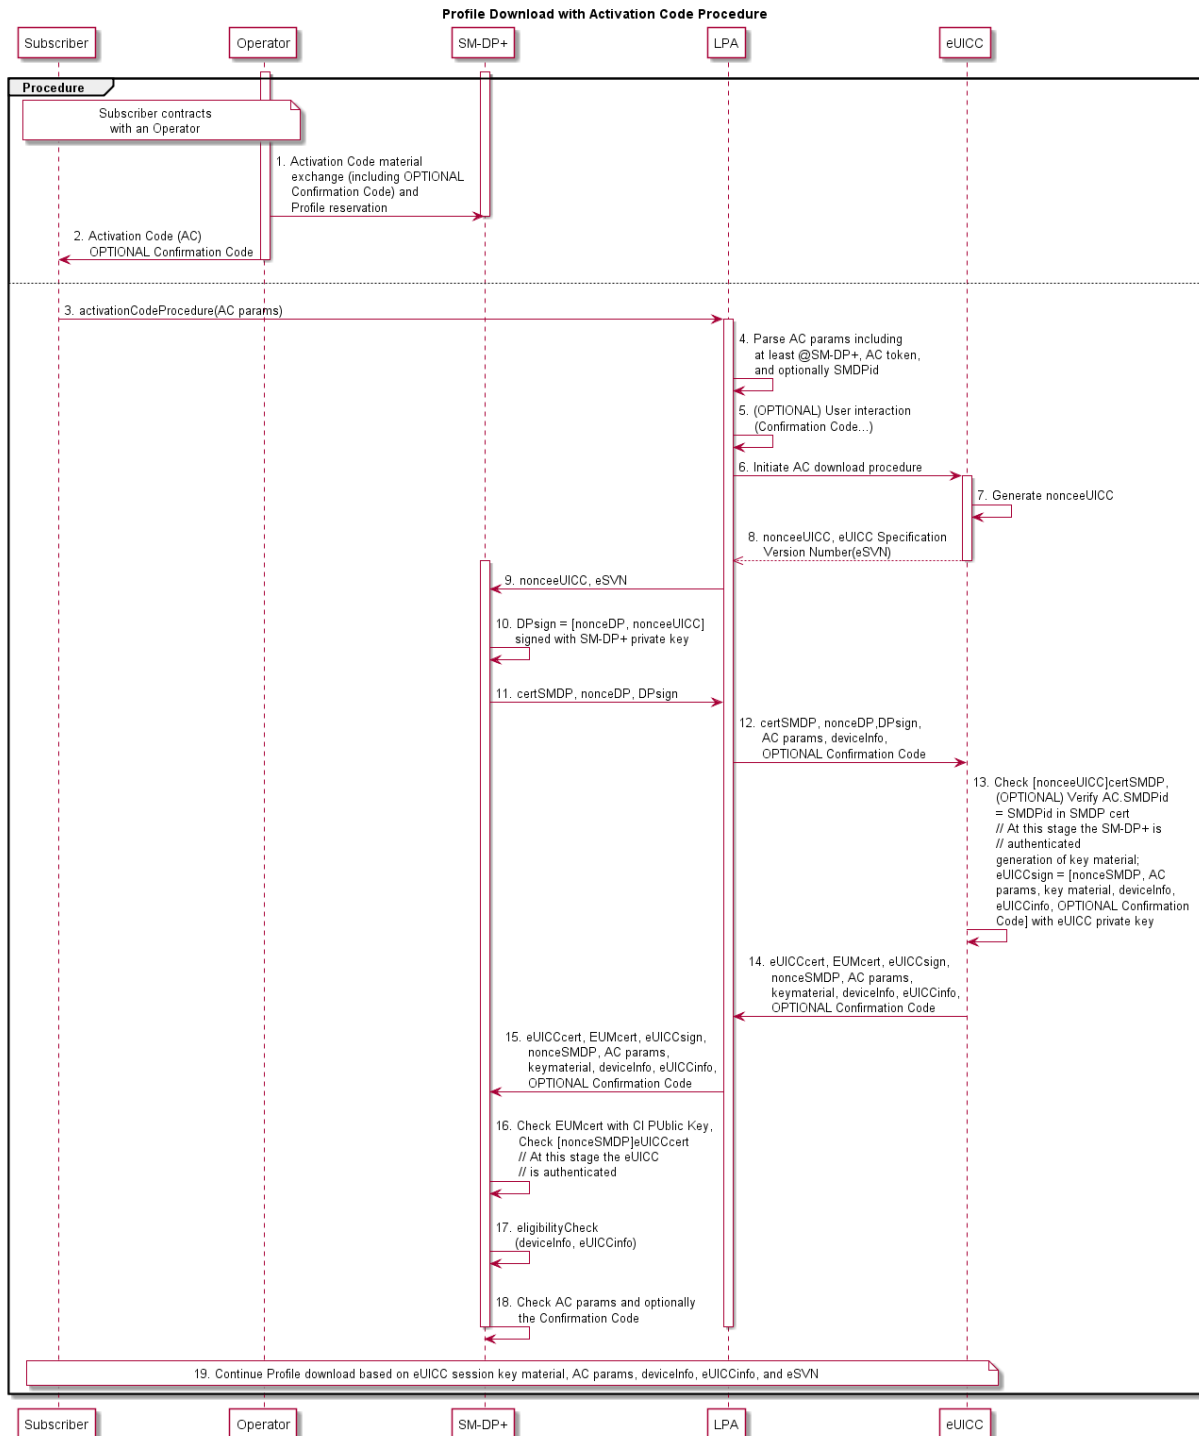 Profile Download with Activation Code Procedure
Subscriber
Operator
SM-DP+
LPA
eUICC
Procedure
Subscriber contracts
with an Operator
1. Activation Code material
exchange (including OPTIONAL
Confirmation Code) and
Profile reservation
2. Activation Code (AC)
OPTIONAL Confirmation Code
3. activationCodeProcedure(AC params)
4. Parse AC params including
at least @SM-DP+, AC token,
and optionally SMDPid
5. (OPTIONAL) User interaction
(Confirmation Code...)
6. Initiate AC download procedure
7. Generate nonceeUICC
8. nonceeUICC, eUICC Specification
Version Number(eSVN)
9. nonceeUICC, eSVN
10. DPsign = [nonceDP, nonceeUICC]
signed with SM-DP+ private key
11. certSMDP, nonceDP, DPsign
12. certSMDP, nonceDP,DPsign,
AC params, deviceInfo,
OPTIONAL Confirmation Code
13. Check [nonceeUICC]certSMDP,
(OPTIONAL) Verify AC.SMDPid
= SMDPid in SMDP cert
// At this stage the SM-DP+ is
// authenticated
generation of key material;
eUICCsign = [nonceSMDP, AC
params, key material, deviceInfo,
eUICCinfo, OPTIONAL Confirmation
Code] with eUICC private key
14. eUICCcert, EUMcert, eUICCsign,
nonceSMDP, AC params,
keymaterial, deviceInfo, eUICCinfo,
OPTIONAL Confirmation Code
15. eUICCcert, EUMcert, eUICCsign,
nonceSMDP, AC params,
keymaterial, deviceInfo, eUICCinfo,
OPTIONAL Confirmation Code
16. Check EUMcert with CI PUblic Key,
Check [nonceSMDP]eUICCcert
// At this stage the eUICC
// is authenticated
17. eligibilityCheck
(deviceInfo, eUICCinfo)
18. Check AC params and optionally
the Confirmation Code
19. Continue Profile download based on eUICC session key material, AC params, deviceInfo, eUICCinfo, and eSVN
Subscriber
Operator
SM-DP+
LPA
eUICC